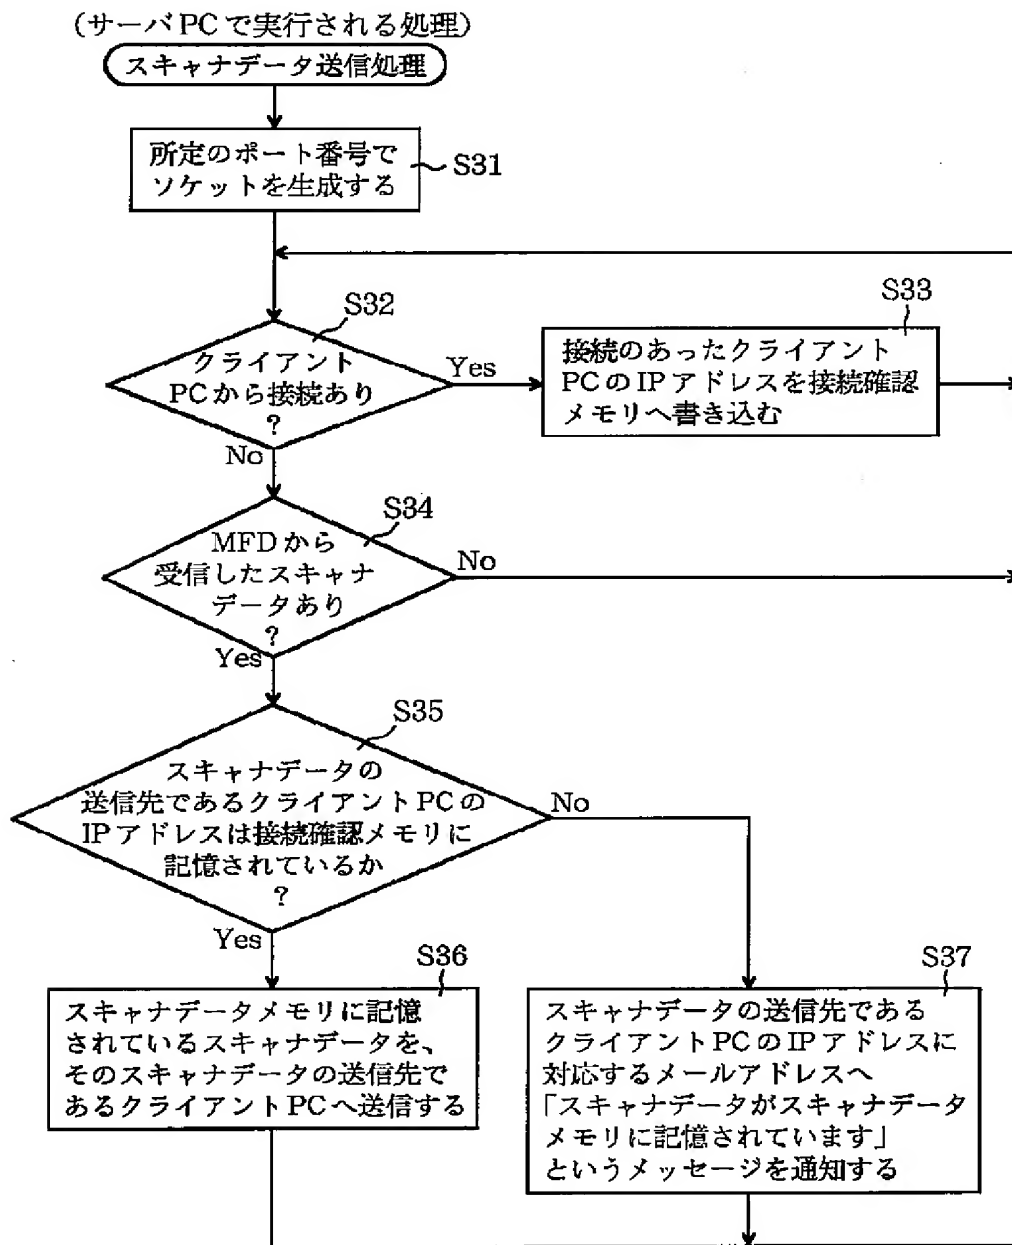 (サーバPCで実行される処理)
スキャナデータ送信処理
所定のポート番号で
ソケットを生成する
S31
S32
クライアント
PCから接続あり
?
Yes
No
S33
接続のあったクライアント
PCのIPアドレスを接続確認
メモリへ書き込む
S34
MFDから
受信したスキャナ
データあり
?
No
Yes
S35
スキャナデータの
送信先であるクライアントPCの
IPアドレスは接続確認メモリに
記憶されているか
?
No
Yes
S36
スキャナデータメモリに記憶
されているスキャナデータを、
そのスキャナデータの送信先で
あるクライアントPCへ送信する
S37
スキャナデータの送信先である
クライアントPCのIPアドレスに
対応するメールアドレスへ
「スキャナデータがスキャナデータ
メモリに記憶されています」
というメッセージを通知する